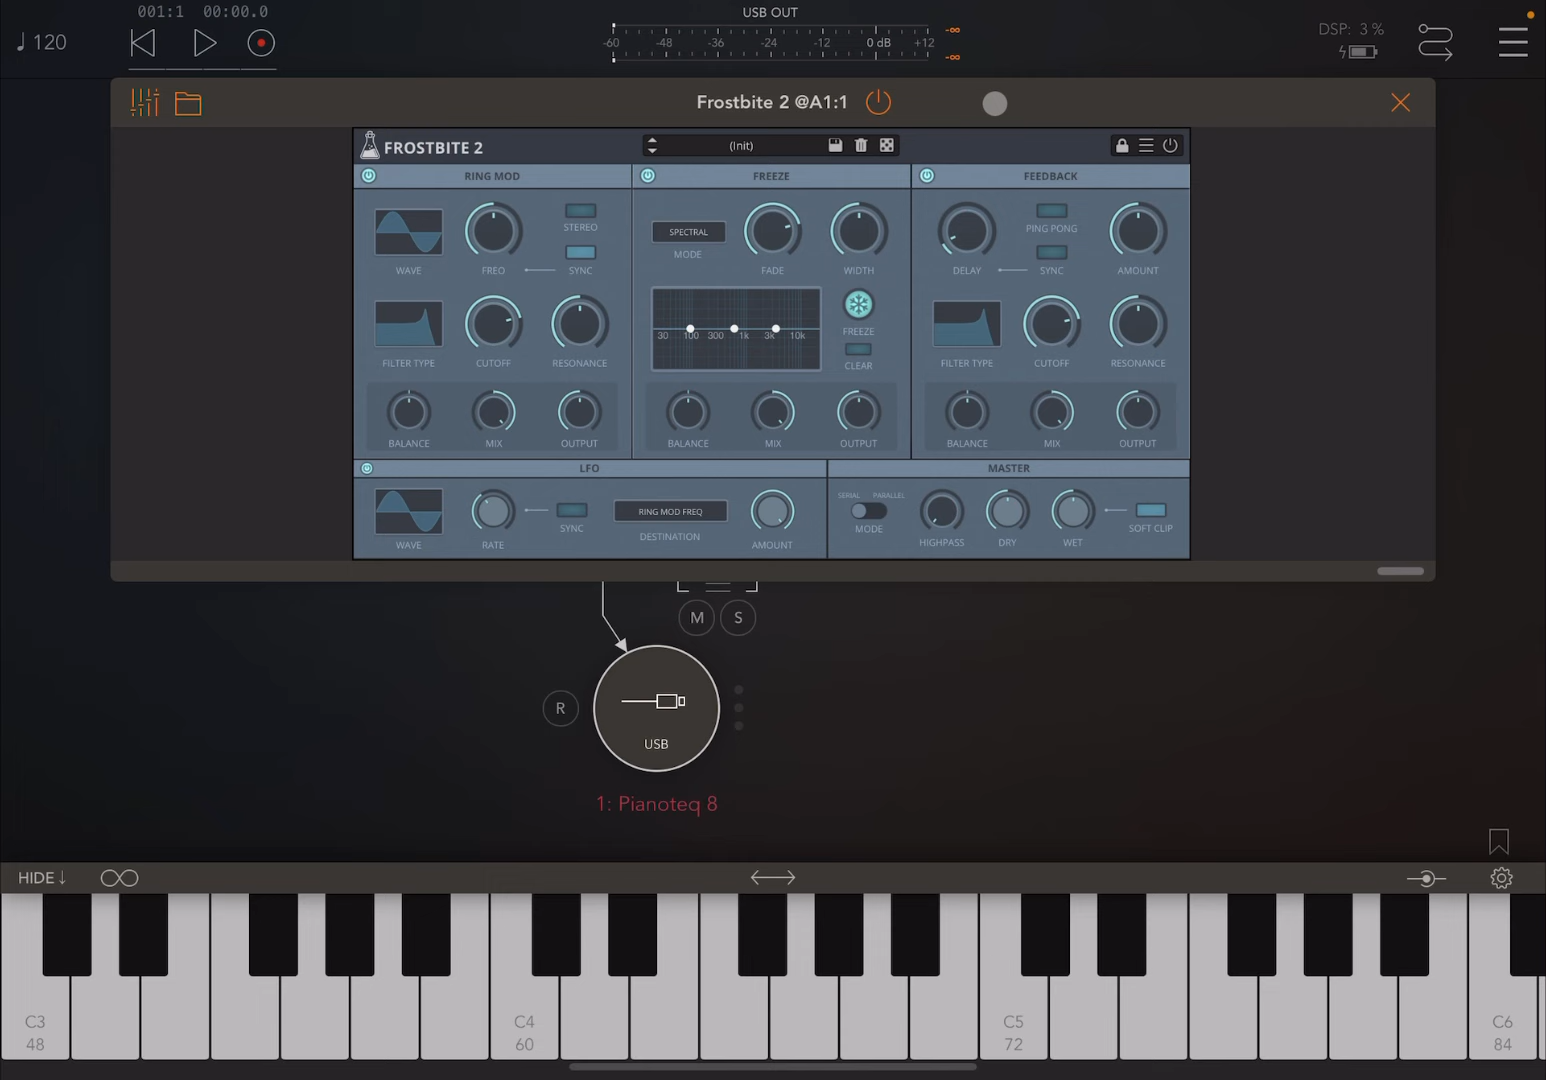 001:1 00:00.0
USB OUT
♩120
-60 -48 -36 -24 -12 0 dB +12
-∞
-∞
DSP: 3 %
Frostbite 2 @A1:1
FROSTBITE 2
(Init)
RING MOD
FREEZE
FEEDBACK
STEREO
WAVE
FREQ
SYNC
SPECTRAL
MODE
FADE
WIDTH
PING PONG
DELAY
SYNC
AMOUNT
FILTER TYPE
CUTOFF
RESONANCE
30 100 300 1k 3k 10k
FREEZE
CLEAR
FILTER TYPE
CUTOFF
RESONANCE
BALANCE
MIX
OUTPUT
BALANCE
MIX
OUTPUT
BALANCE
MIX
OUTPUT
LFO
MASTER
WAVE
RATE
SYNC
RING MOD FREQ
DESTINATION
AMOUNT
SERIAL
PARALLEL
MODE
HIGHPASS
DRY
WET
SOFT CLIP
M
S
R
USB
1: Pianoteq 8
HIDE↓
C3
48
C4
60
C5
72
C6
84